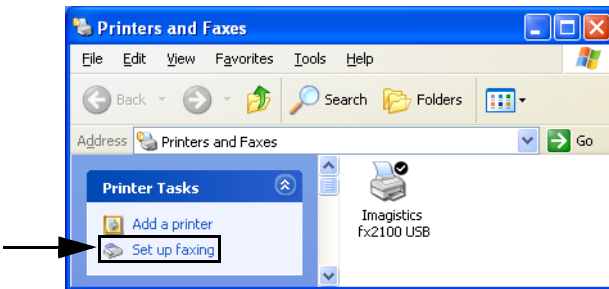 Printers and Faxes
File Edit View Favorites Tools Help
Back Search Folders
Address Printers and Faxes Go
Printer Tasks
Add a printer
Set up faxing
Imagistics
fx2100 USB